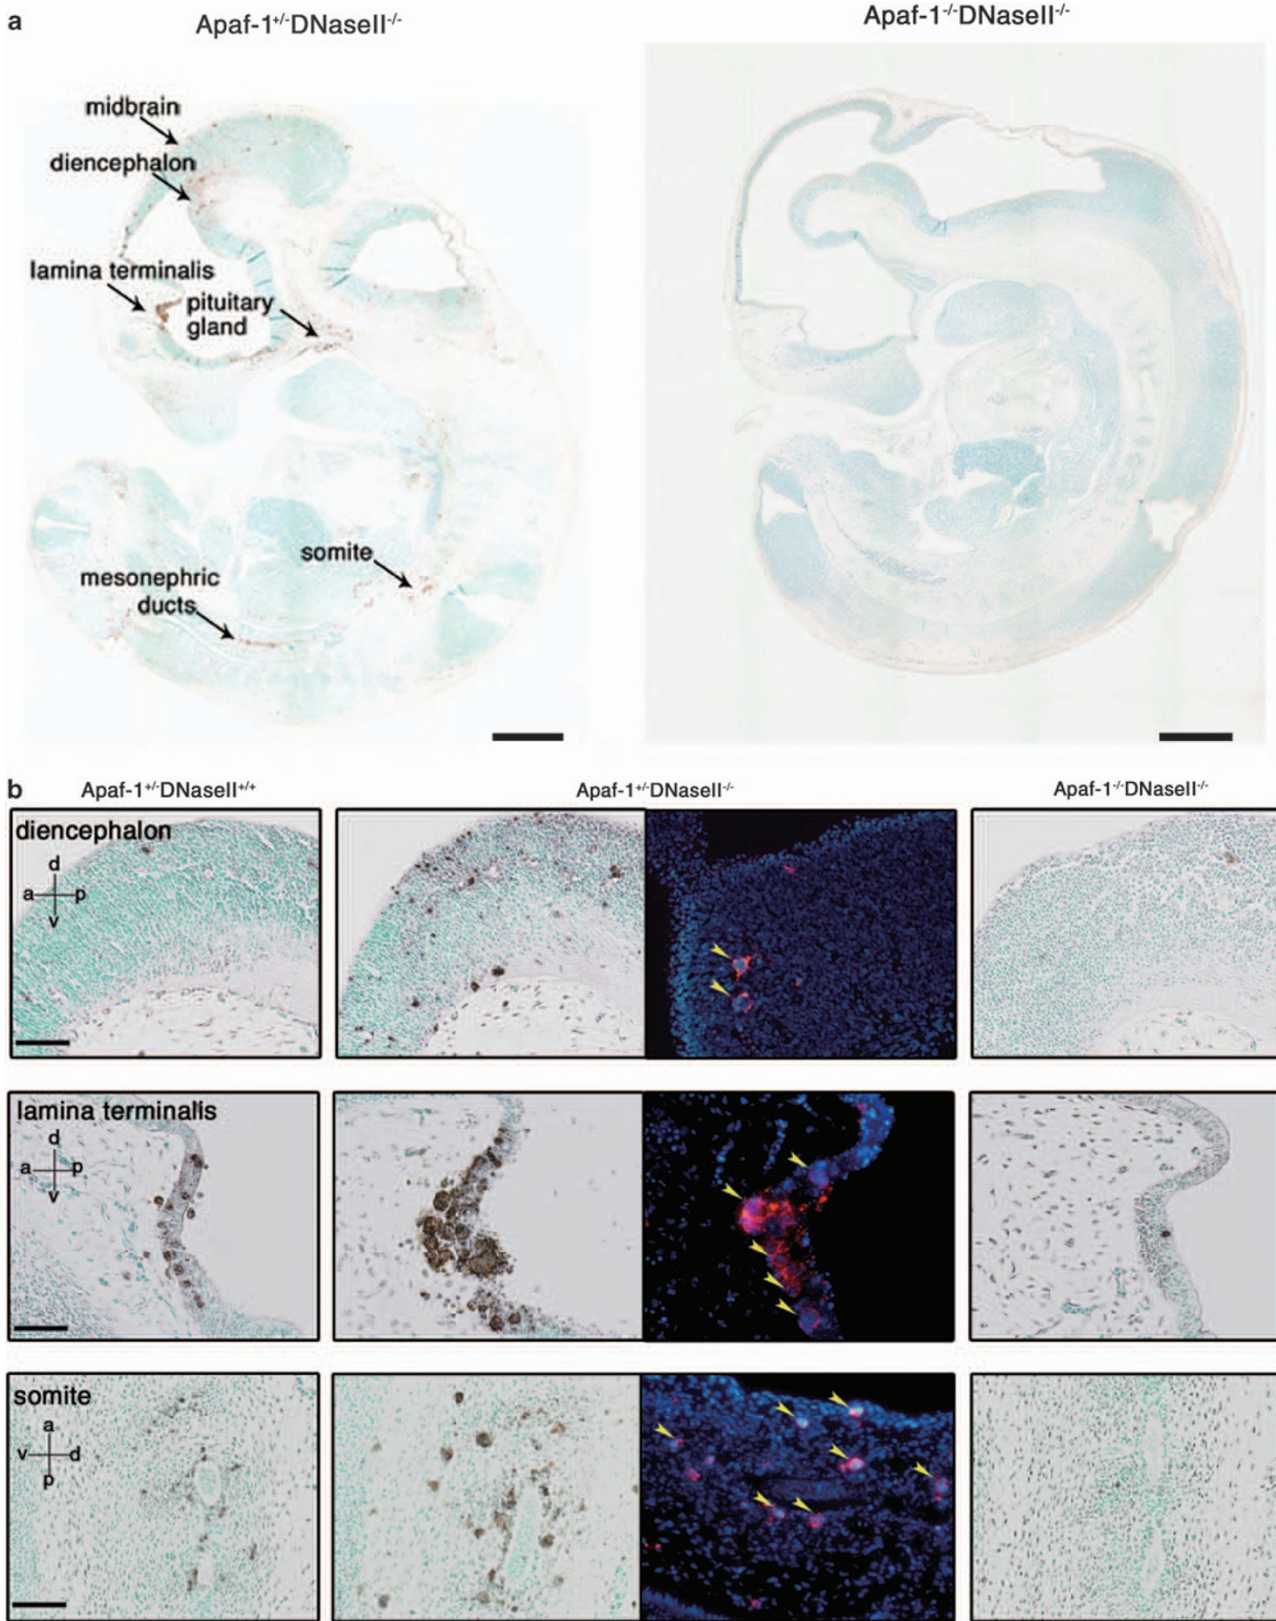 a
Apaf-1+/-DNaseII-/-
Apaf-1-/-DNaseII-/-
midbrain
diencephalon
lamina terminalis
pituitary
gland
somite
mesonephric
ducts
b
Apaf-1+/-DNaseII+/+
Apaf-1+/-DNaseII-/-
Apaf-1-/-DNaseII-/-
diencephalon
d
a
p
v
lamina terminalis
d
a
p
v
somite
a
v
d
p